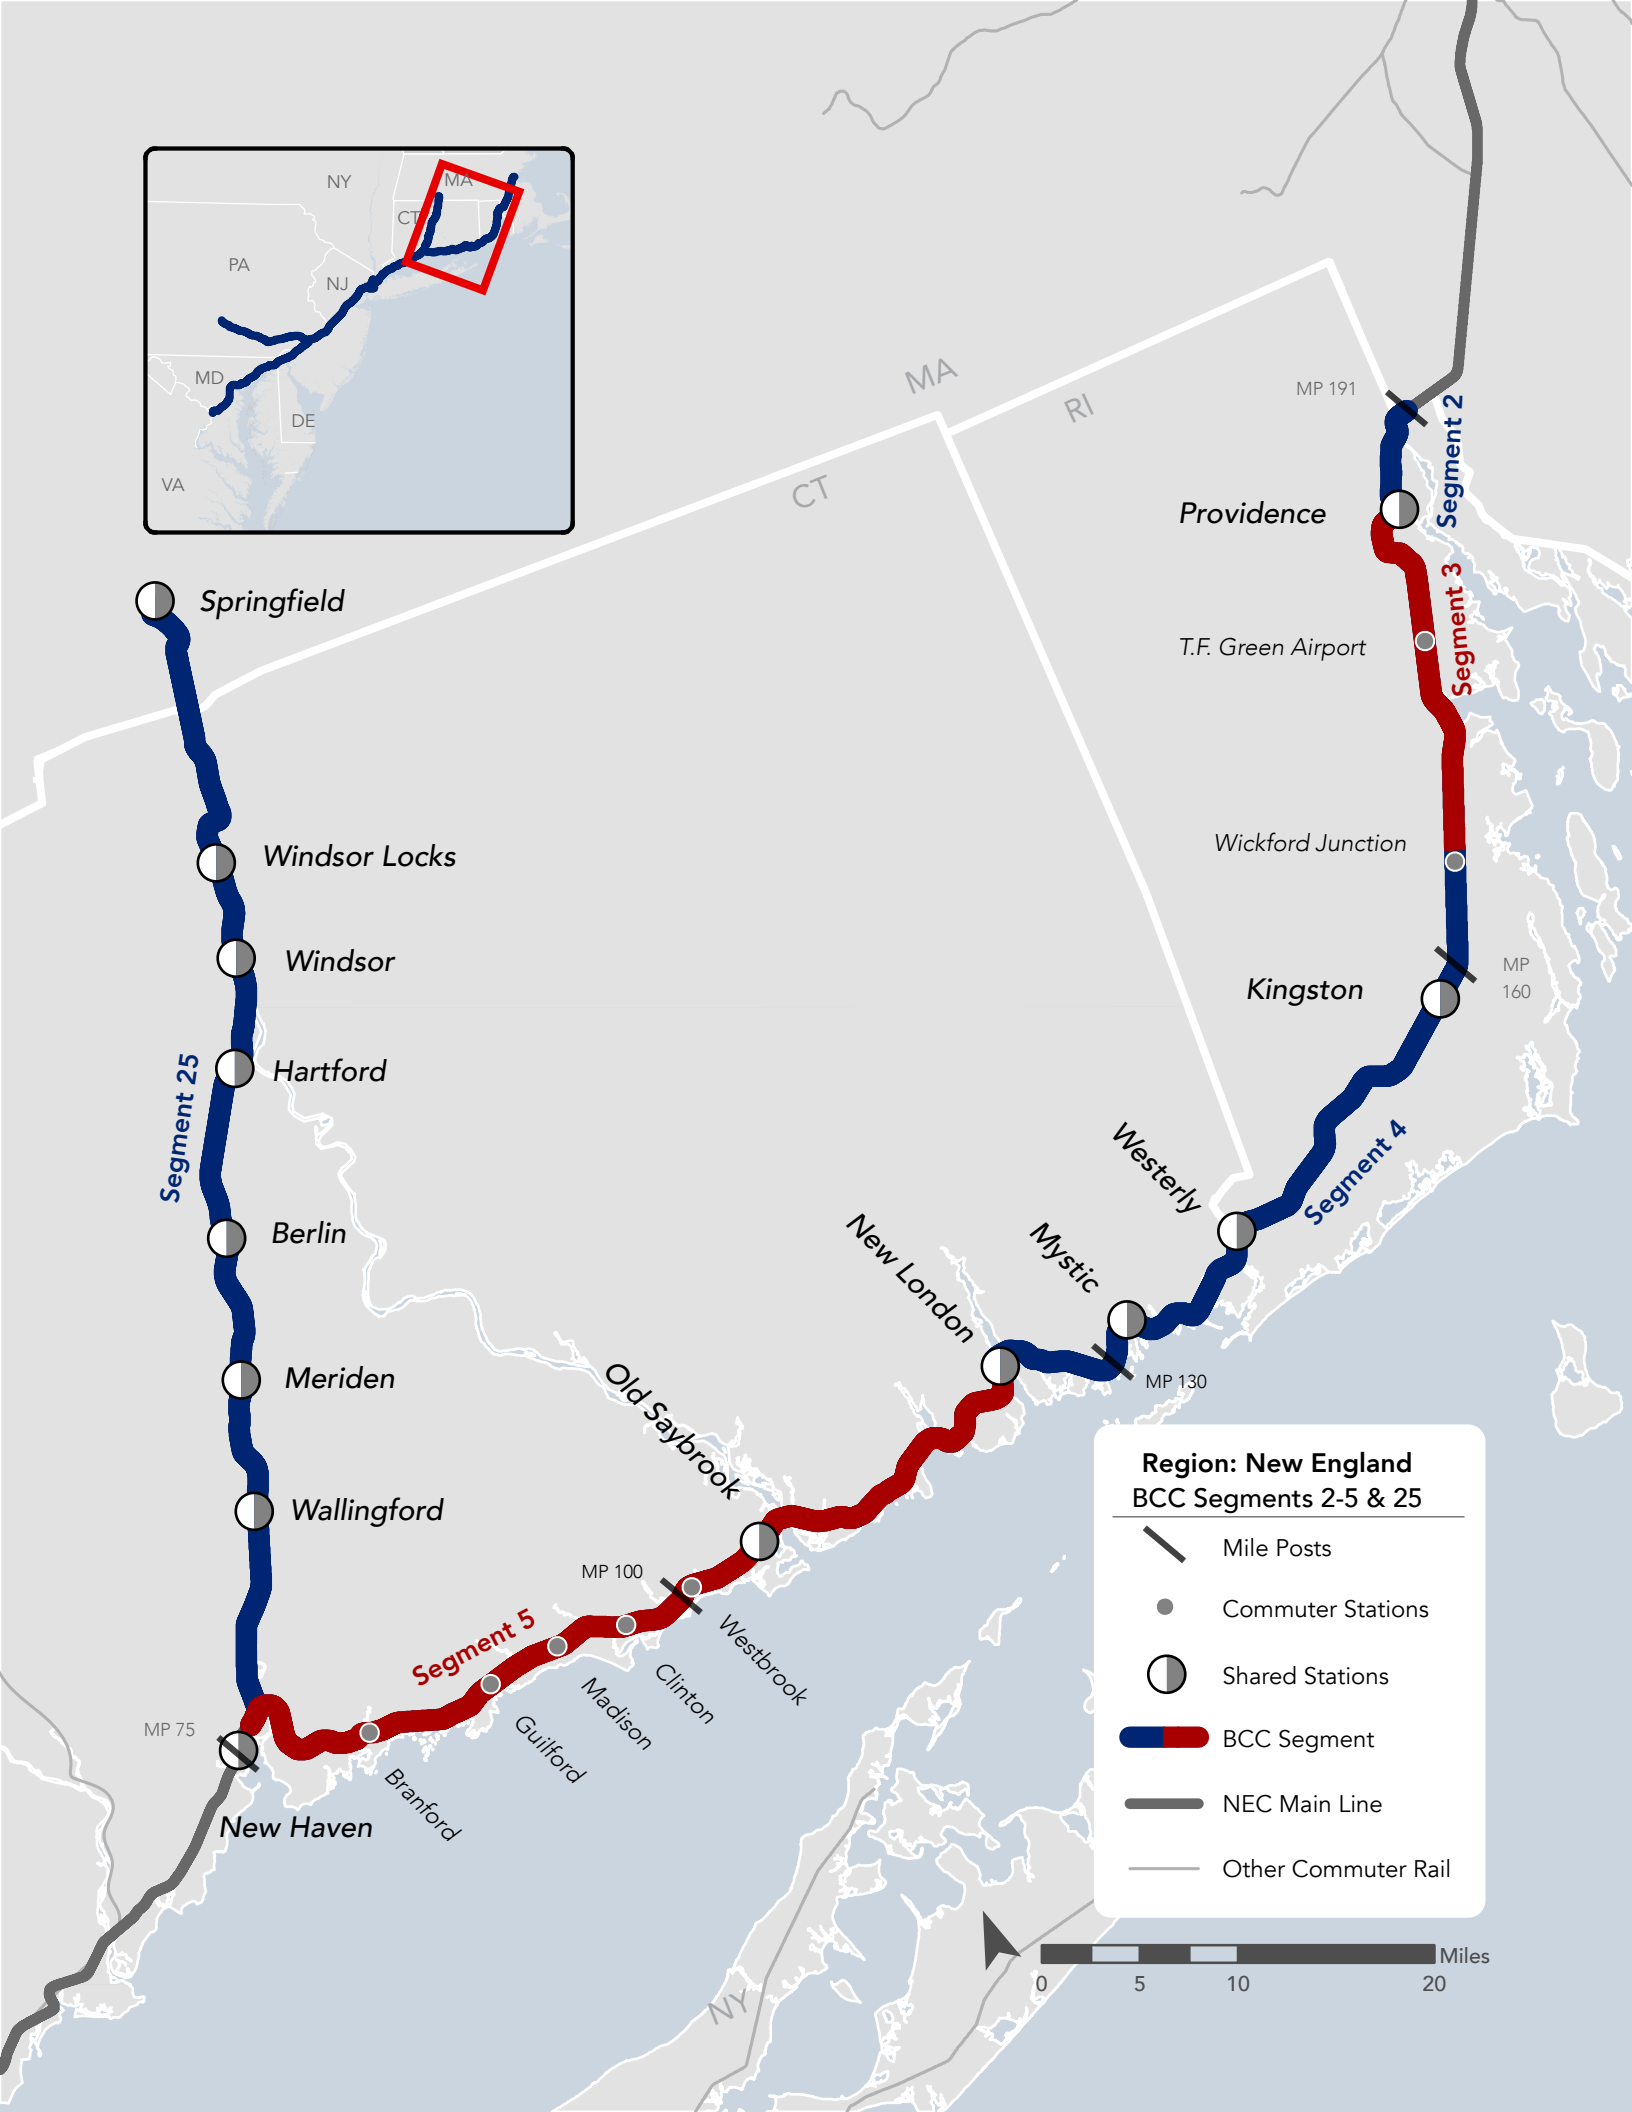 NY
MA
CT
PA
NJ
MD
DE
VA
MA
RI
CT
MP 191
Segment 2
Providence
Segment 3
T.F. Green Airport
Wickford Junction
MP
160
Kingston
Springfield
Windsor Locks
Windsor
Hartford
Segment 25
Berlin
Meriden
Wallingford
Westerly
Segment 4
Mystic
New London
MP 130
Old Saybrook
MP 100
Westbrook
Segment 5
Clinton
Madison
Guilford
Branford
MP 75
New Haven
NY
Region: New England
BCC Segments 2-5 & 25
Mile Posts
Commuter Stations
Shared Stations
BCC Segment
NEC Main Line
Other Commuter Rail
Miles
0 5 10 20